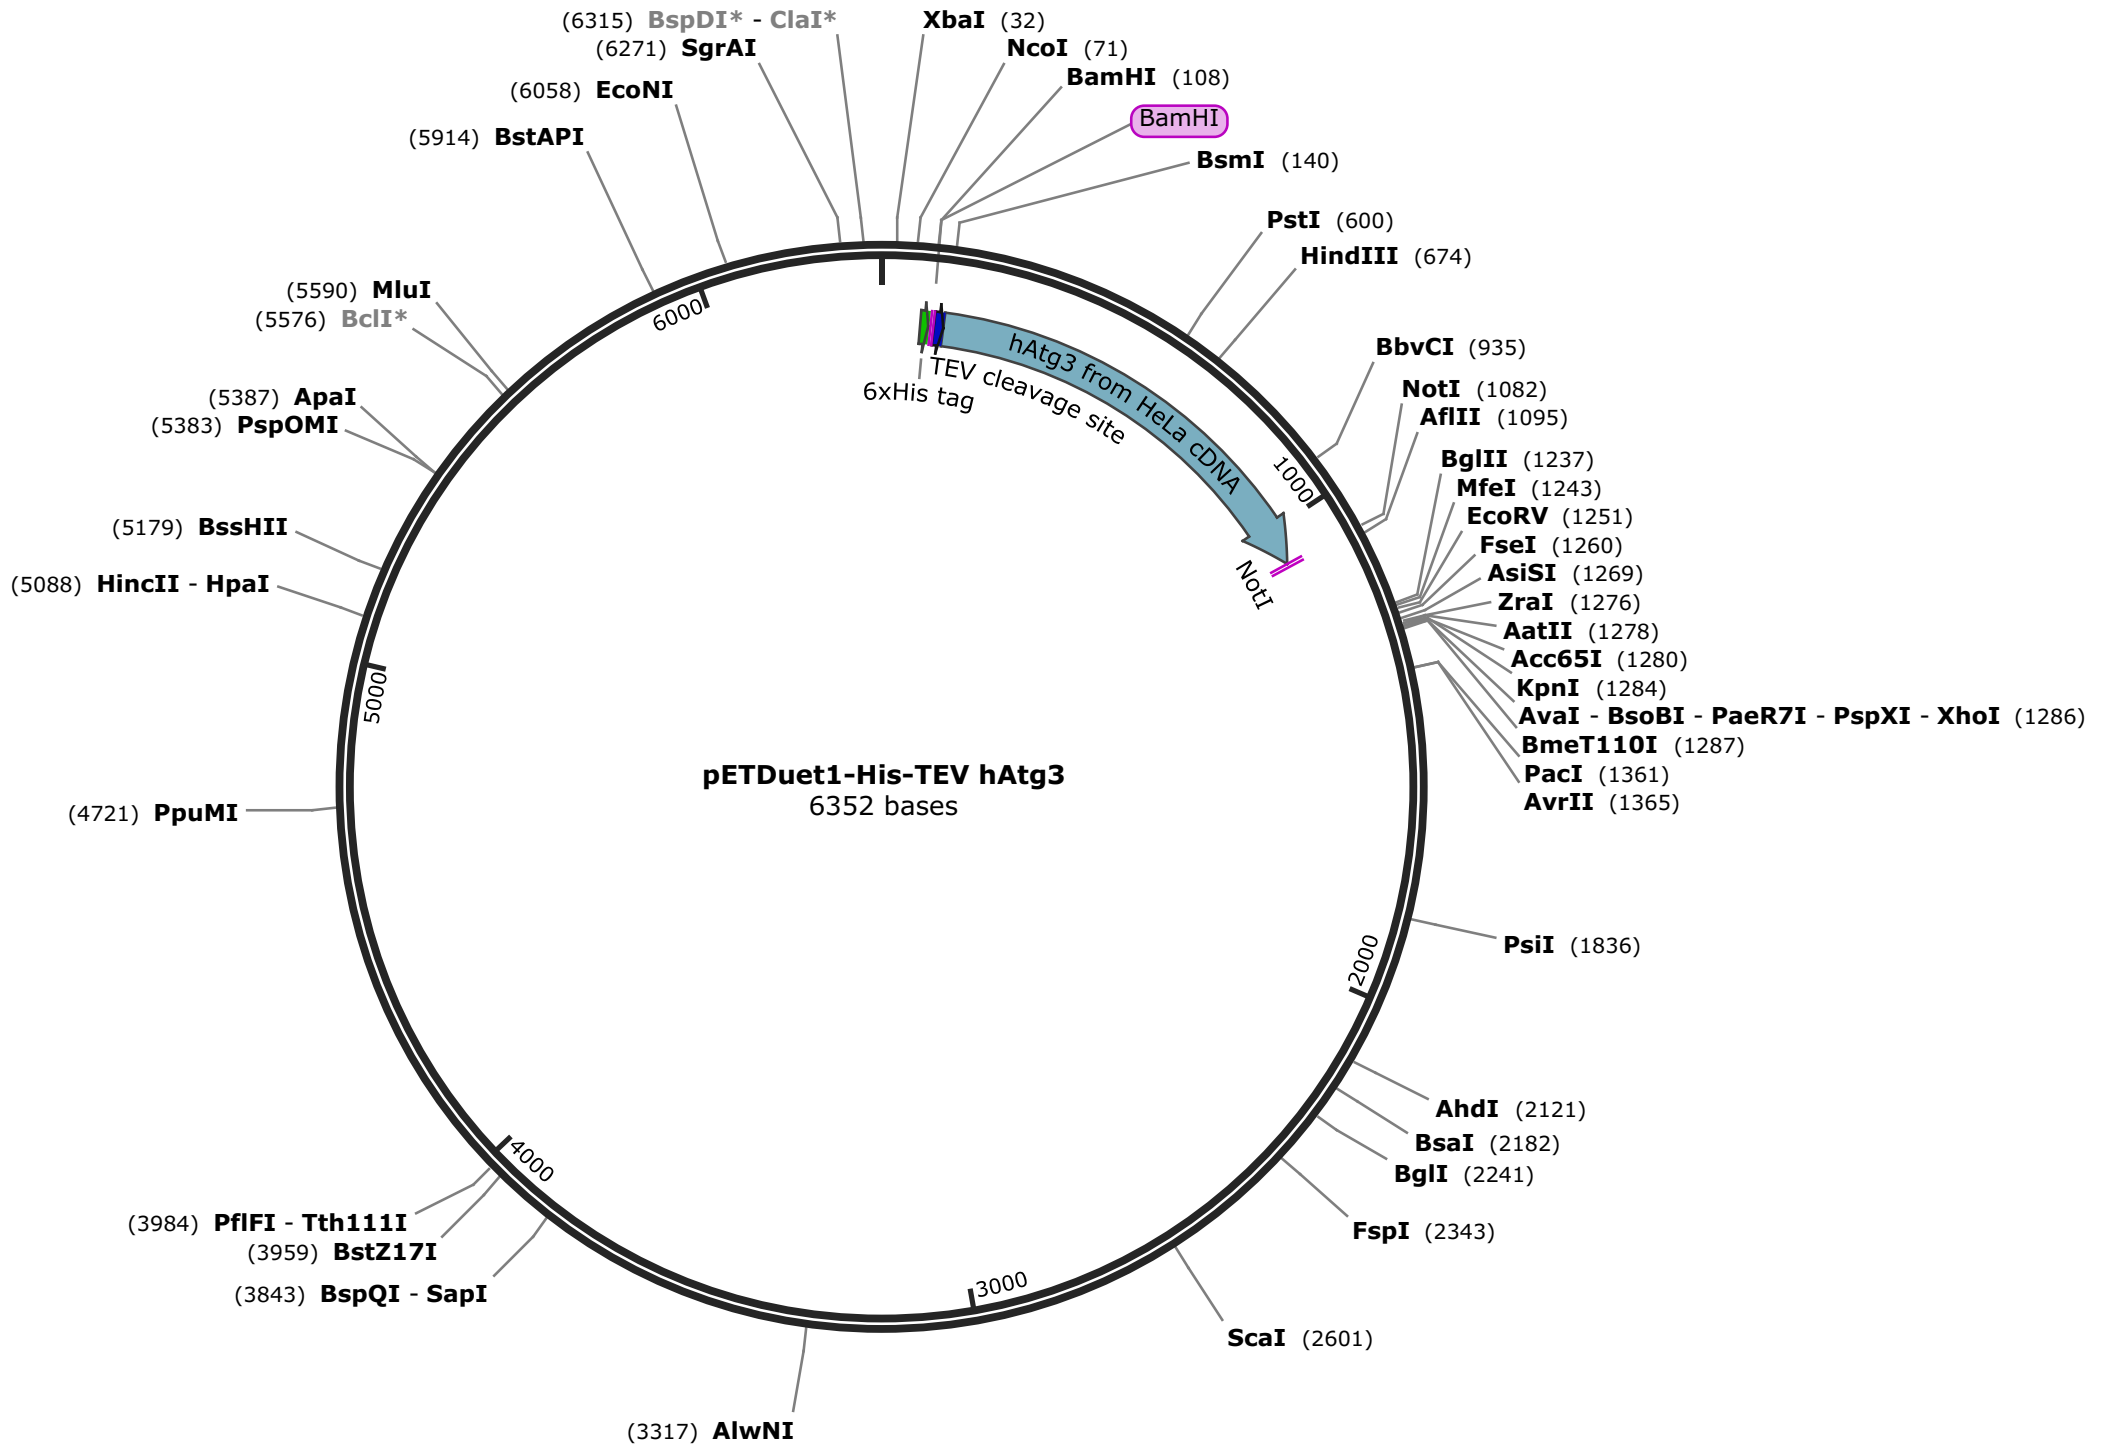 (6315) BspDI* - ClaI*
(6271) SgrAI
(6058) EcoNI
(5914) BstAPI
XbaI (32)
NcoI (71)
BamHI (108)
BamHI
BsmI (140)
PstI (600)
HindIII (674)
BbvCI (935)
NotI (1082)
AflII (1095)
BglII (1237)
MfeI (1243)
EcoRV (1251)
FseI (1260)
AsiSI (1269)
ZraI (1276)
AatII (1278)
Acc65I (1280)
KpnI (1284)
AvaI - BsoBI - PaeR7I - PspXI - XhoI (1286)
BmeT110I (1287)
PacI (1361)
AvrII (1365)
PsiI (1836)
AhdI (2121)
BsaI (2182)
BglI (2241)
FspI (2343)
ScaI (2601)
(3317) AlwNI
(3843) BspQI - SapI
(3959) BstZ17I
(3984) PflFI - Tth111I
(4721) PpuMI
(5088) HincII - HpaI
(5179) BssHII
(5383) PspOMI
(5387) ApaI
(5576) BclI*
(5590) MluI
1000
2000
3000
4000
5000
6000
6xHis tag
TEV cleavage site
hAtg3 from HeLa cDNA
NotI
pETDuet1-His-TEV hAtg3
6352 bases